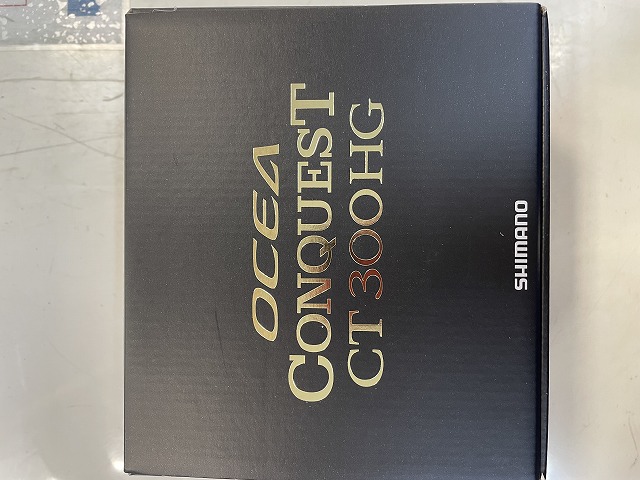 OCEA
CONQUEST
CT 300HG
SHIMANO